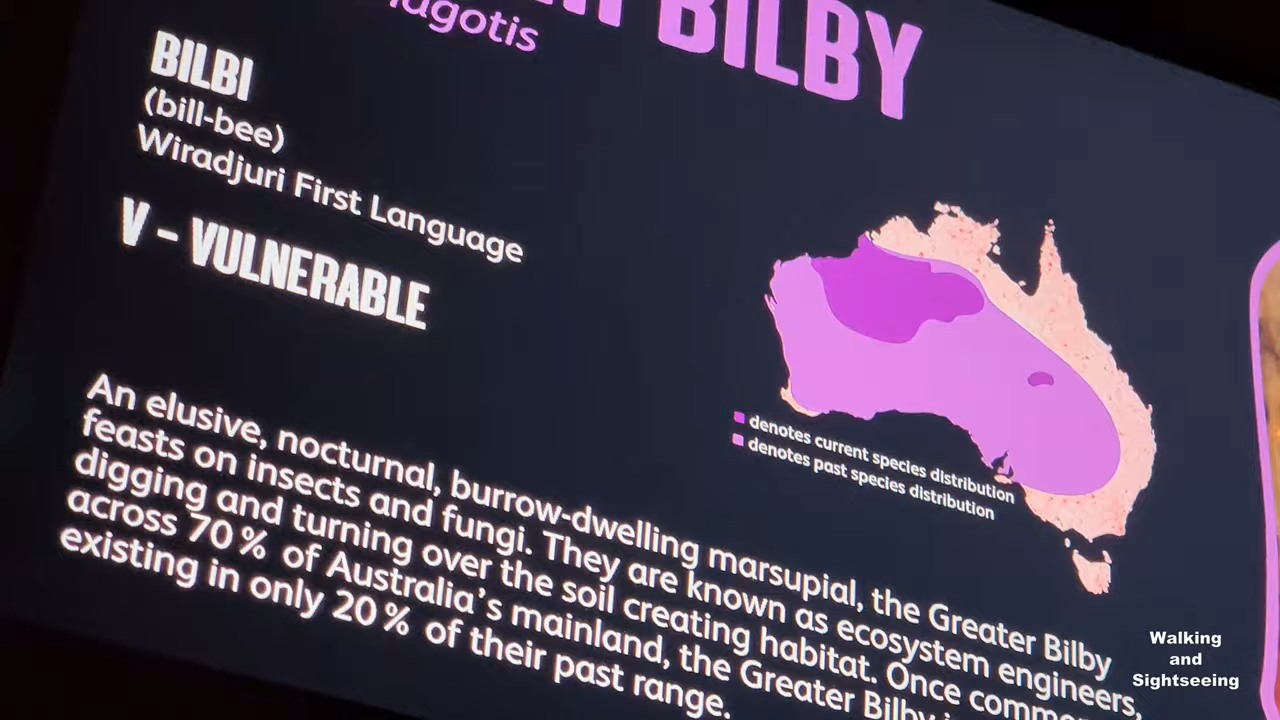 BILBY
agotis
BILBI
(bill-bee)
Wiradjuri First Language
V – VULNERABLE
denotes current species distribution
denotes past species distribution
An elusive, nocturnal, burrow-dwelling marsupial, the Greater Bilby
feasts on insects and fungi. They are known as ecosystem engineers,
digging and turning over the soil creating habitat. Once
across 70% of Australia's mainland, the Greater Bilby
existing in only 20% of their past range.
Walking
and
Sightseeing